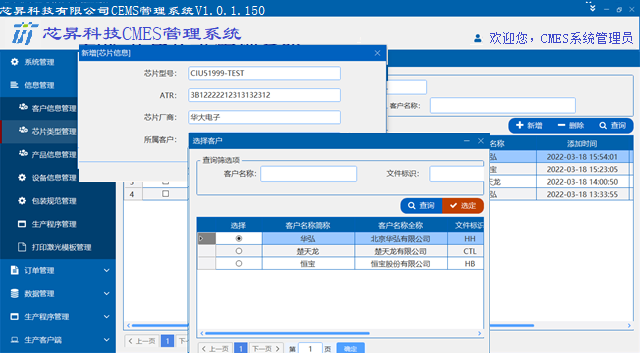 芯昇科技有限公司CEMS管理系统V1.0.1.150
芯昇科技CMES管理系统
欢迎您，CMES系统管理员
系统管理
信息管理
客户信息管理
芯片类型管理
产品信息管理
设备信息管理
包装规范管理
生产程序管理
打印激光模板管理
订单管理
数据管理
生产程序管理
生产客户端
新增[芯片信息]
芯片型号： CIUS1999-TEST
ATR： 3B12222212313132312
芯片厂商： 华大电子
所属客户：
客户名称：
新增 删除 查询
名称 添加时间
弘 2022-03-18 15:54:01
宝 2022-03-18 15:23:05
天龙 2022-03-18 14:00:50
4 宝 2022-03-18 13:33:55
选择客户
查询筛选项
客户名称： 文件标识：
查询 选定
选择 客户名称简称 客户名称全称 文件标识
华弘 北京华弘有限公司 HH
楚天龙 楚天龙有限公司 CTL
恒宝 恒宝股份有限公司 HB
上一页 1 下一页 第 1 页 确定
上一页 1